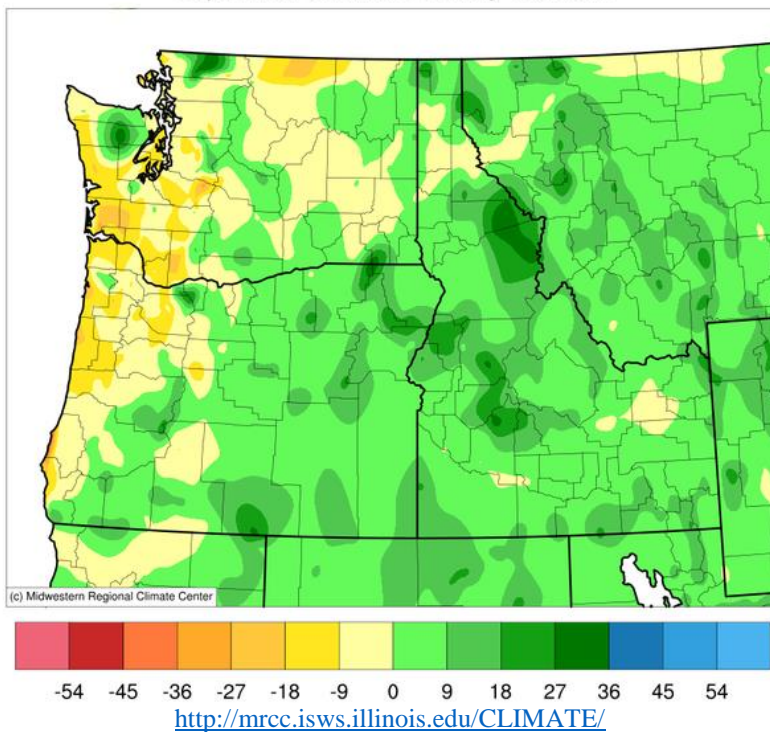 (c) Midwestern Regional Climate Center
-54 -45 -36 -27 -18 -9 0 9 18 27 36 45 54
http://mrcc.isws.illinois.edu/CLIMATE/